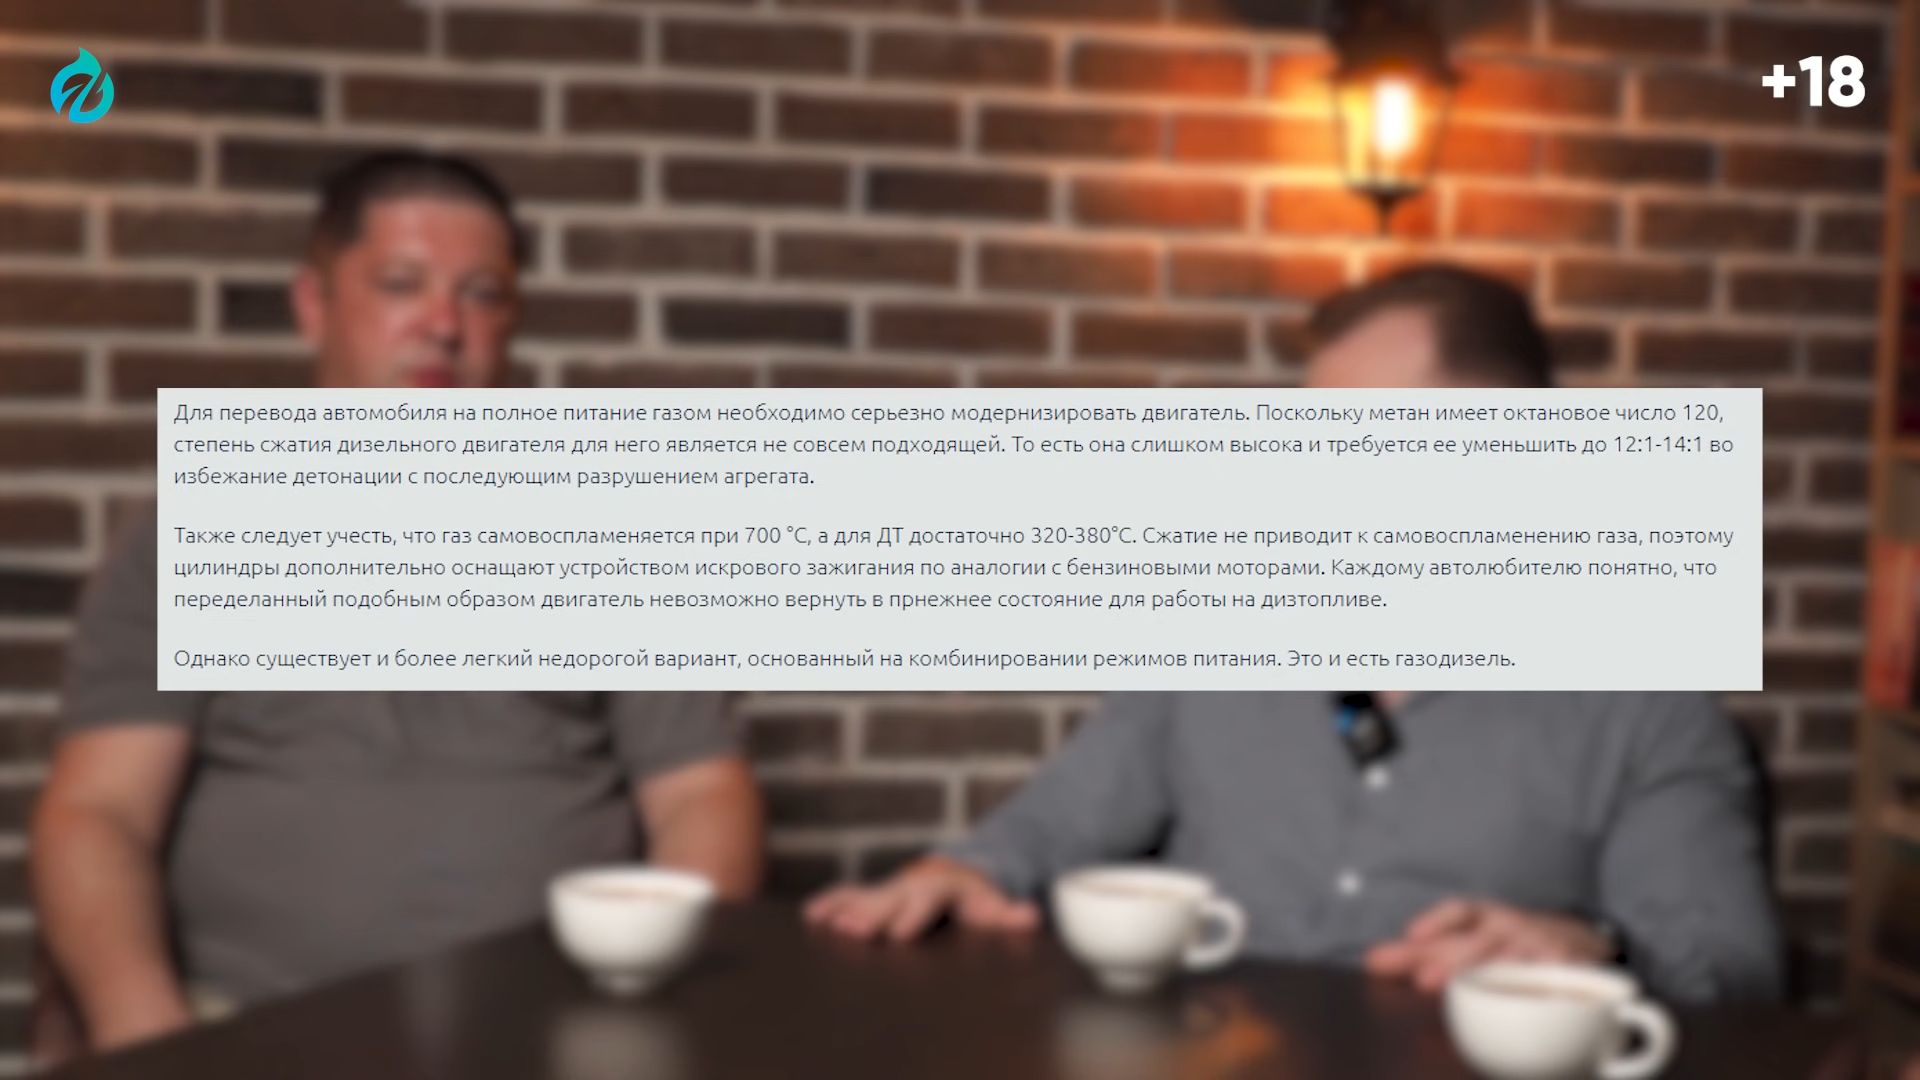 +18
Для перевода автомобиля на полное питание газом необходимо серьезно модернизировать двигатель. Поскольку метан имеет октановое число 120,
степень сжатия дизельного двигателя для него является не совсем подходящей. То есть она слишком высока и требуется ее уменьшить до 12:1-14:1 во
избежание детонации с последующим разрушением агрегата.
Также следует учесть, что газ самовоспламеняется при 700 °С, а для ДТ достаточно 320-380°С. Сжатие не приводит к самовоспламенению газа, поэтому
цилиндры дополнительно оснащают устройством искрового зажигания по аналогии с бензиновыми моторами. Каждому автолюбителю понятно, что
переделанный подобным образом двигатель невозможно вернуть в прнежнее состояние для работы на дизтопливе.
Однако существует и более легкий недорогой вариант, основанный на комбинировании режимов питания. Это и есть газодизель.